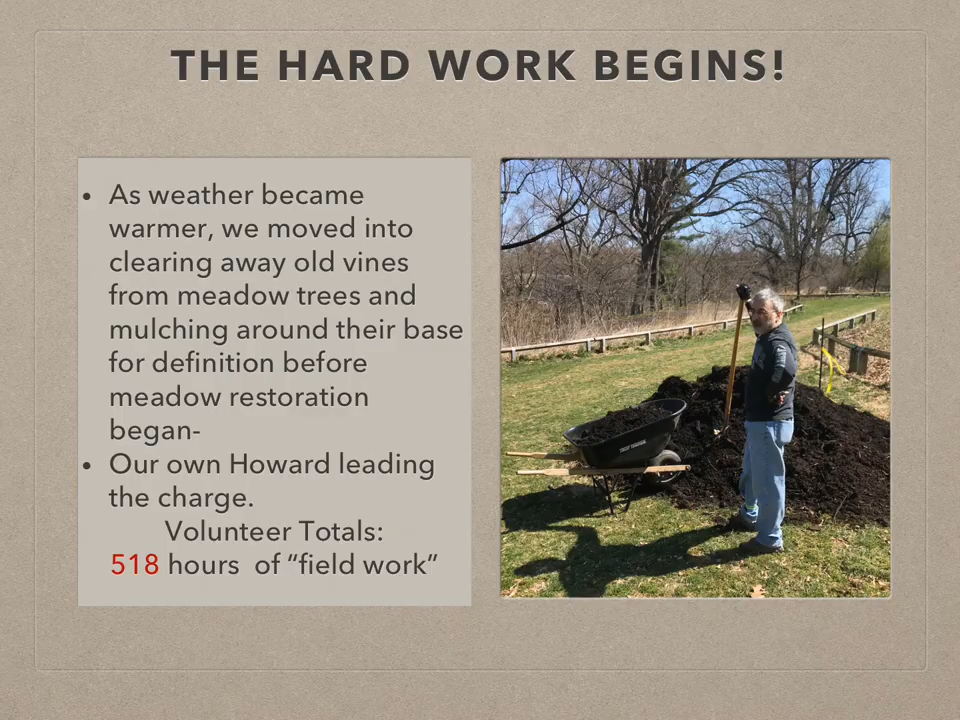 THE HARD WORK BEGINS!
• As weather became
warmer, we moved into
clearing away old vines
from meadow trees and
mulching around their base
for definition before
meadow restoration
began-
• Our own Howard leading
the charge.
Volunteer Totals:
518 hours of “field work”